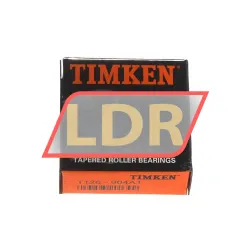 TIMKEN
LDR
TAPERED ROLLER BEARINGS
TIMKEN